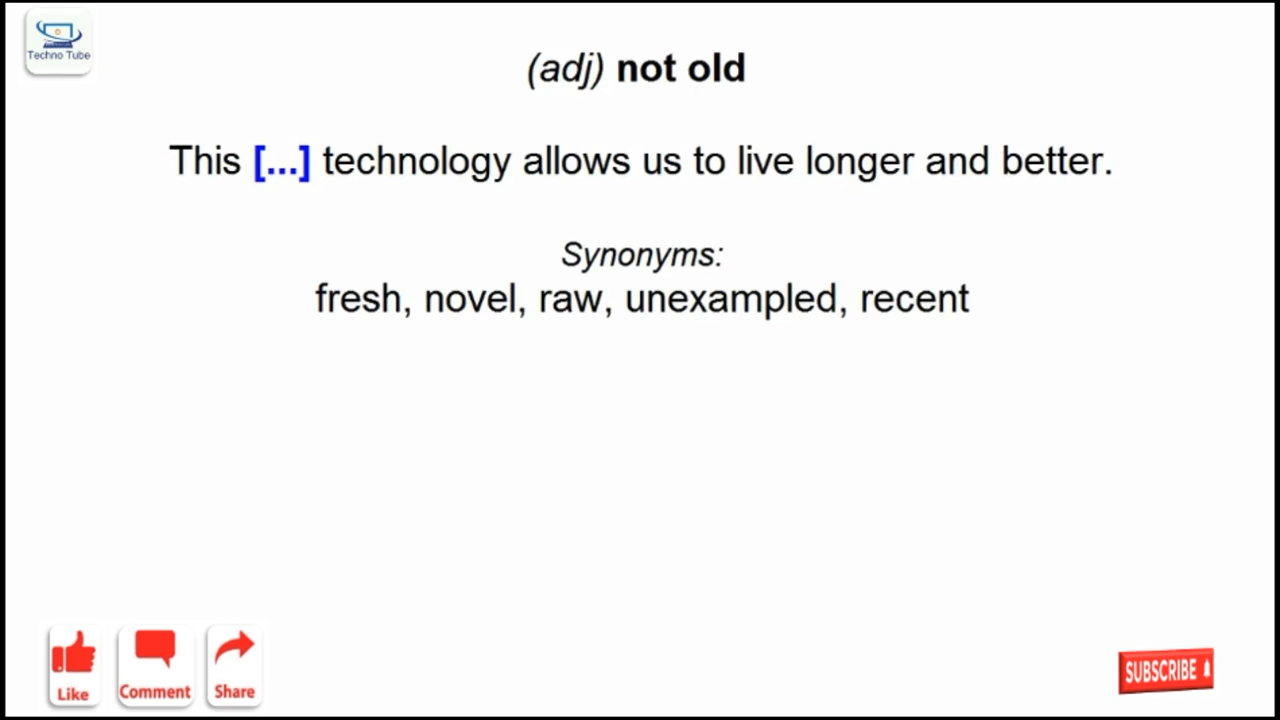 Techno Tube
(adj) not old
This [...] technology allows us to live longer and better.
Synonyms:
fresh, novel, raw, unexampled, recent
Like
Comment
Share
SUBSCRIBE